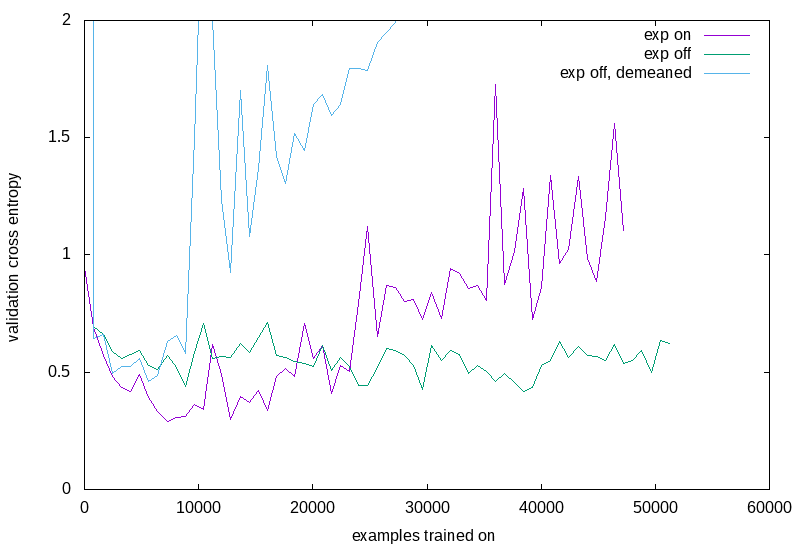 2
1.5
1
0.5
0
0
10000
20000
30000
40000
50000
60000
validation cross entropy
examples trained on
exp on
exp off
exp off, demeaned